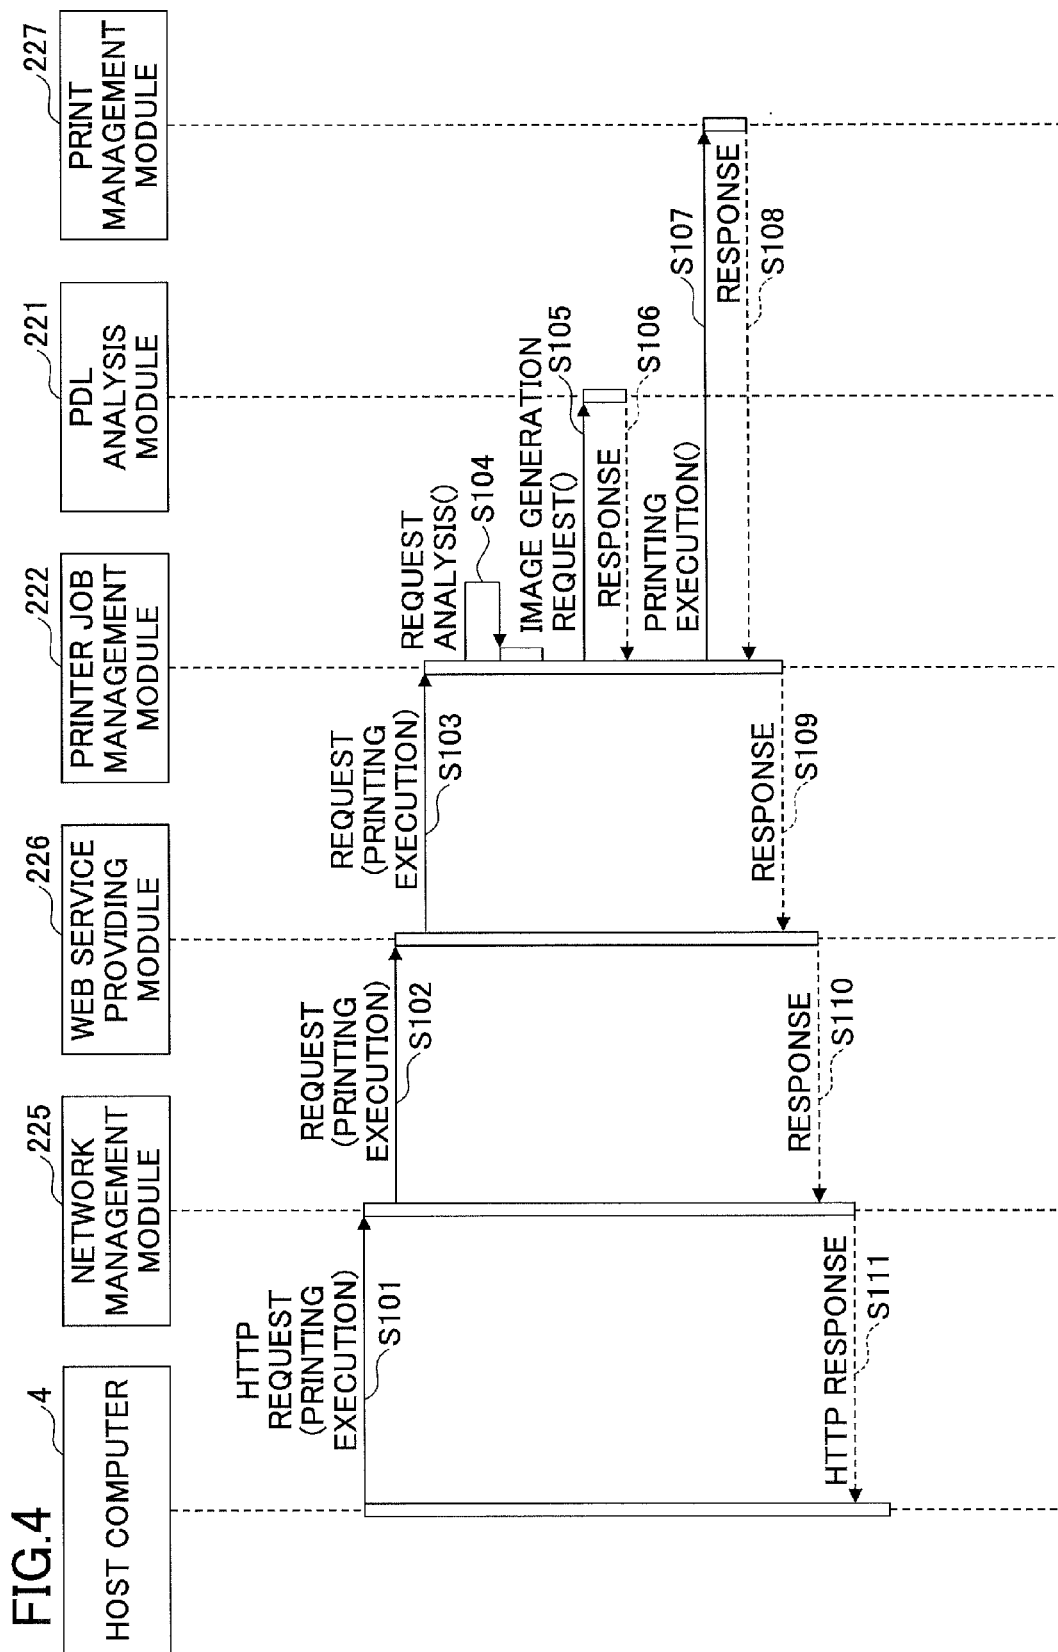 FIG.4
4
HOST COMPUTER
225
NETWORK
MANAGEMENT
MODULE
226
WEB SERVICE
PROVIDING
MODULE
222
PRINTER JOB
MANAGEMENT
MODULE
221
PDL
ANALYSIS
MODULE
227
PRINT
MANAGEMENT
MODULE
HTTP
REQUEST
(PRINTING
EXECUTION)
S101
REQUEST
(PRINTING
EXECUTION)
S102
REQUEST
(PRINTING
EXECUTION)
S103
REQUEST
ANALYSIS()
S104
IMAGE GENERATION
REQUEST()
S105
RESPONSE
S106
PRINTING
EXECUTION()
S107
RESPONSE
S108
RESPONSE
S109
RESPONSE
S110
HTTP RESPONSE
S111